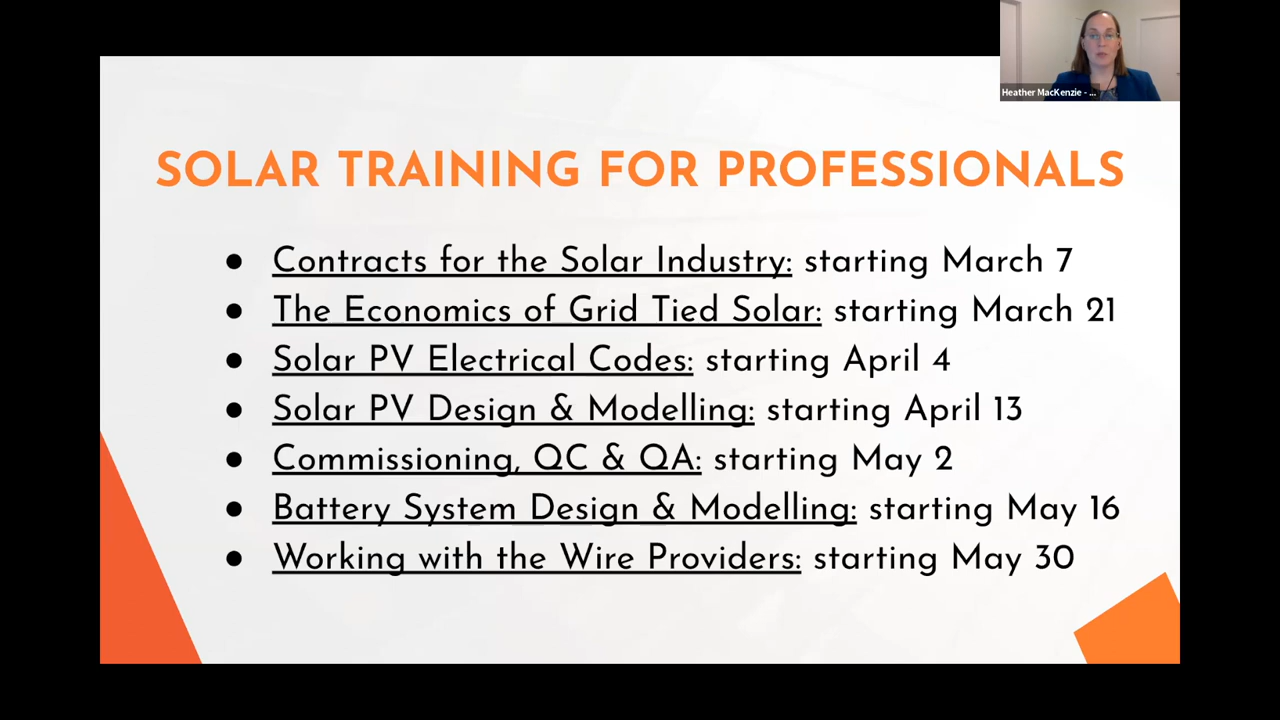 Heather MacKenzie - ...
SOLAR TRAINING FOR PROFESSIONALS
● Contracts for the Solar Industry: starting March 7
● The Economics of Grid Tied Solar: starting March 21
● Solar PV Electrical Codes: starting April 4
● Solar PV Design & Modelling: starting April 13
● Commissioning, QC & QA: starting May 2
● Battery System Design & Modelling: starting May 16
● Working with the Wire Providers: starting May 30